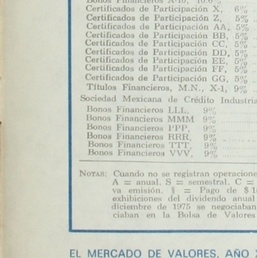 Bonos Financieros
Certificados de Participación X, 6%
Certificados de Participación Z, 5%
Certificados de Participación AA, 5%
Certificados de Participación BB, 5%
Certificados de Participación CC, 5%
Certificados de Participación DD, 5%
Certificados de Participación EE, 5%
Certificados de Participación FF, 5%
Certificados de Participación GG, 5%
Títulos Financieros, M.N., X-1, 9%
Sociedad Mexicana de Crédito Industria
Bonos Financieros LLL, 9%
Bonos Financieros MMM 9%
Bonos Financieros PPP, 9%
Bonos Financieros RRR, 9%
Bonos Financieros TTT, 9%
Bonos Financieros VVV, 9%
NOTAS: Cuando no se registran operacione
A = anual. S = semestral. C =
va emisión. § = Pago de $
exhibiciones del dividendo anual
diciembre de 1975 se negociaban
ciaban en la Bolsa de Valores
EL MERCADO DE VALORES, AÑO